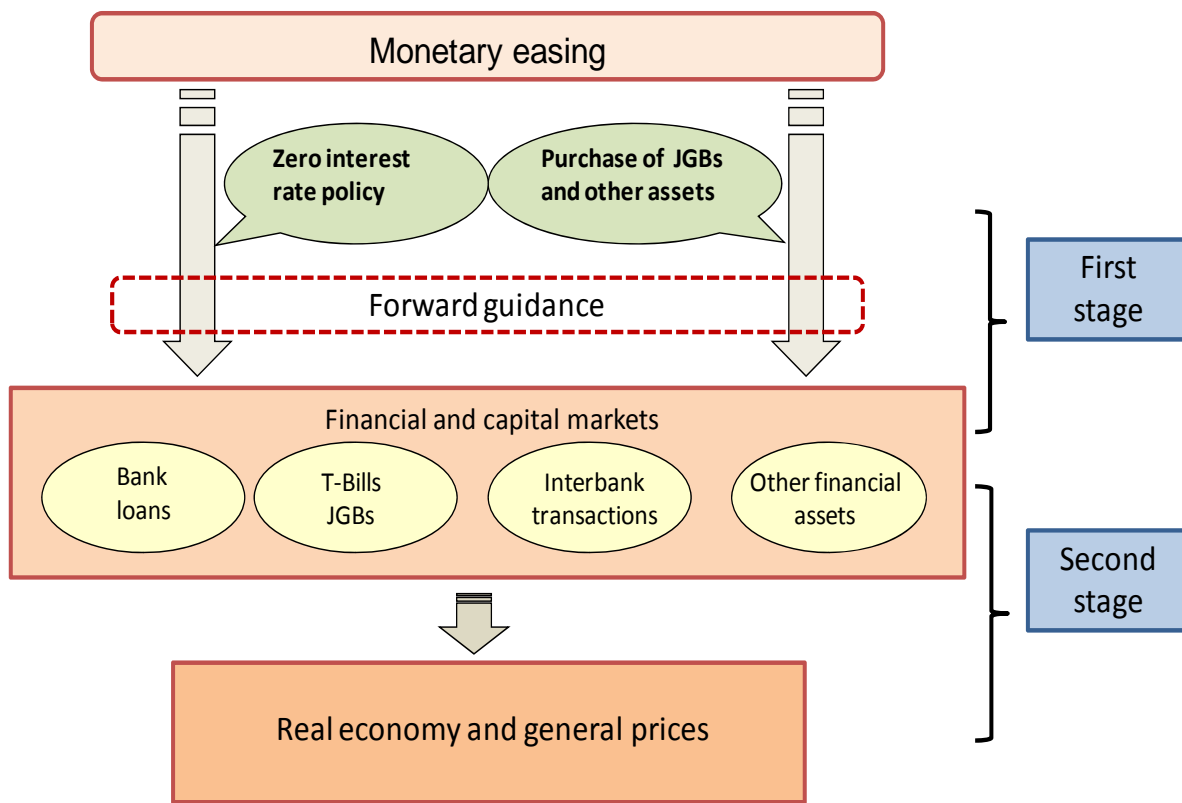 Monetary easing
Zero interest
rate policy
Purchase of JGBs
and other assets
Forward guidance
First
stage
Financial and capital markets
Bank
loans
T-Bills
JGBs
Interbank
transactions
Other financial
assets
Second
stage
Real economy and general prices